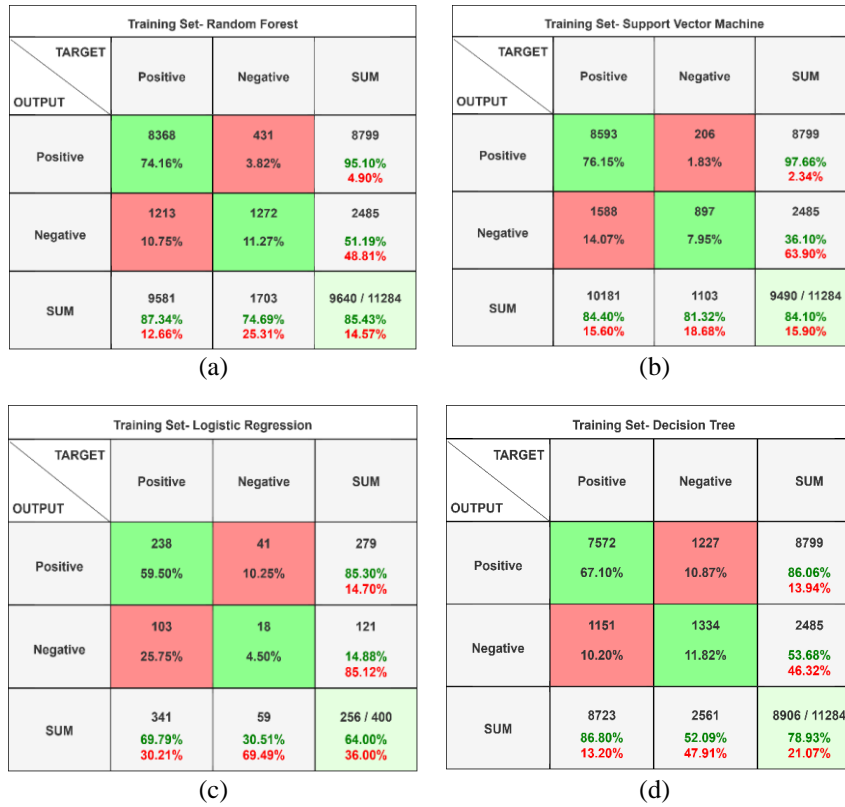 Training Set- Random Forest
TARGET
OUTPUT
Positive Negative SUM
Positive
8368 431 8799
74.16% 3.82% 95.10%
4.90%
Negative
1213 1272 2485
10.75% 11.27% 51.19%
48.81%
SUM
9581 1703 9640 / 11284
87.34% 74.69% 85.43%
12.66% 25.31% 14.57%
(a)
Training Set- Support Vector Machine
TARGET
OUTPUT
Positive Negative SUM
Positive
8593 206 8799
76.15% 1.83% 97.66%
2.34%
Negative
1588 897 2485
14.07% 7.95% 36.10%
63.90%
SUM
10181 1103 9490 / 11284
84.40% 81.32% 84.10%
15.60% 18.68% 15.90%
(b)
Training Set- Logistic Regression
TARGET
OUTPUT
Positive Negative SUM
Positive
238 41 279
59.50% 10.25% 85.30%
14.70%
Negative
103 18 121
25.75% 4.50% 14.88%
85.12%
SUM
341 59 256 / 400
69.79% 30.51% 64.00%
30.21% 69.49% 36.00%
(c)
Training Set- Decision Tree
TARGET
OUTPUT
Positive Negative SUM
Positive
7572 1227 8799
67.10% 10.87% 86.06%
13.94%
Negative
1151 1334 2485
10.20% 11.82% 53.68%
46.32%
SUM
8723 2561 8906 / 11284
86.80% 52.09% 78.93%
13.20% 47.91% 21.07%
(d)